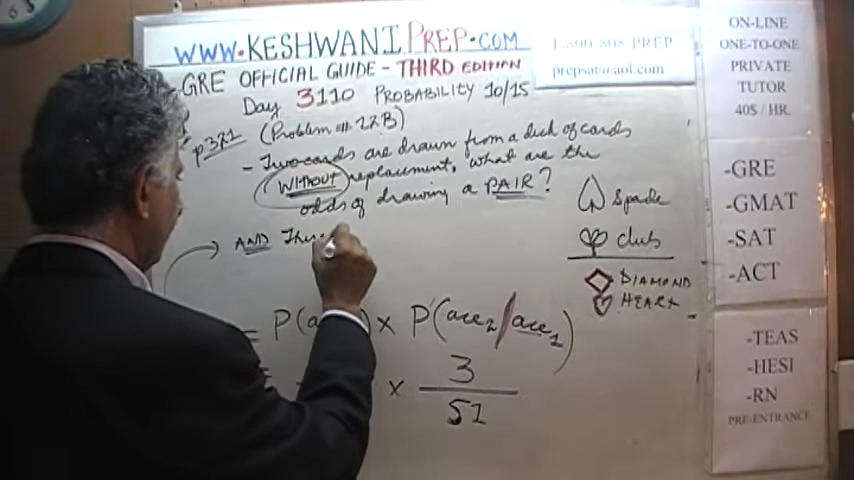 WWW.KESHWANIPREP.COM
1-800-808-PREP
prepsat@aol.com
GRE OFFICIAL GUIDE - THIRD EDITION
Day 3110 PROBABILITY 10/15
p321 (Problem # 22B)
- Two cards are drawn from a deck of cards
WITHOUT replacement, what are the
odds of drawing a PAIR?
Spade
club
DIAMOND
HEART
AND The
= P(a ) × P(ace2/ace1)
= × 3
51
ON-LINE
ONE-TO-ONE
PRIVATE
TUTOR
40$ / HR.
-GRE
-GMAT
-SAT
-ACT
-TEAS
-HESI
-RN
PRE-ENTRANCE